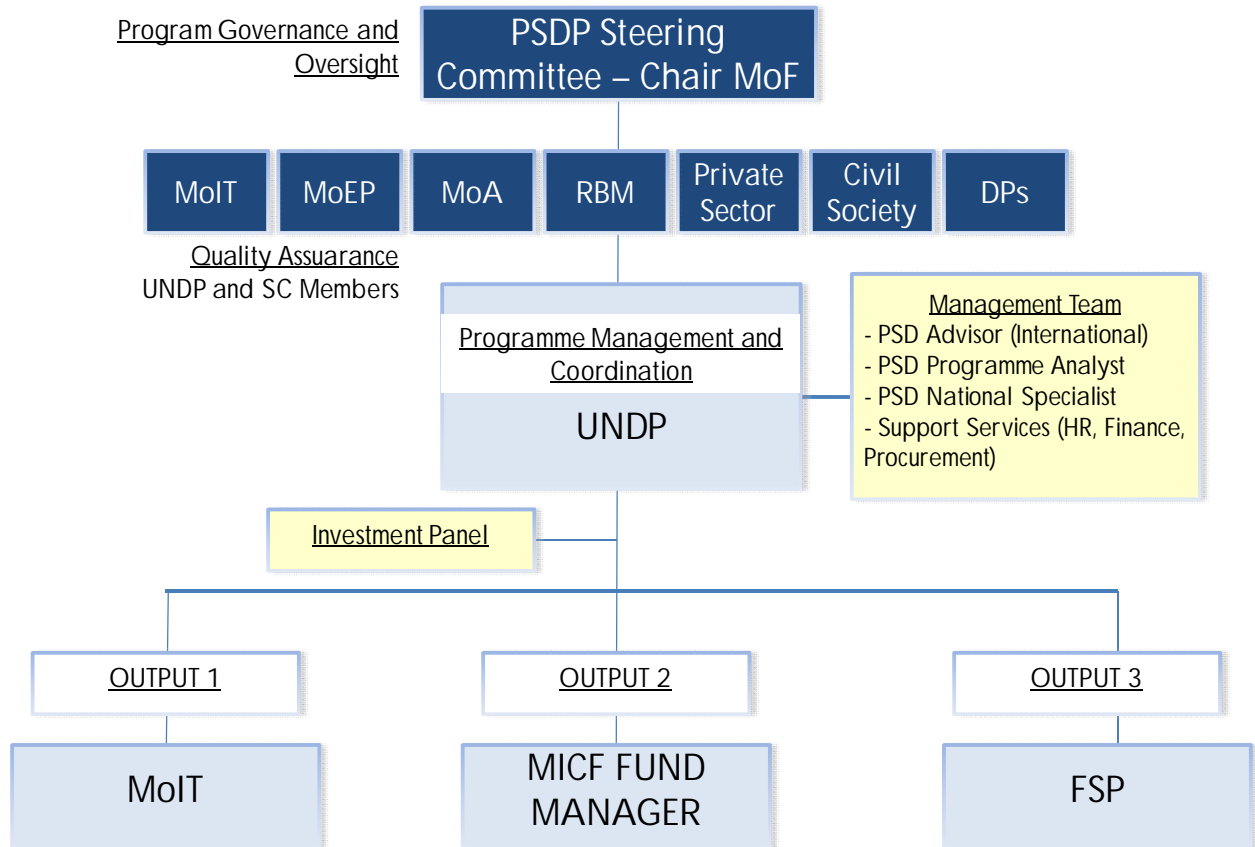 Program Governance and
Oversight
PSDP Steering
Committee – Chair MoF
MoIT
MoEP
MoA
RBM
Private
Sector
Civil
Society
DPs
Quality Assuarance
UNDP and SC Members
Programme Management and
Coordination
UNDP
Management Team
- PSD Advisor (International)
- PSD Programme Analyst
- PSD National Specialist
- Support Services (HR, Finance,
Procurement)
Investment Panel
OUTPUT 1
OUTPUT 2
OUTPUT 3
MoIT
MICF FUND
MANAGER
FSP